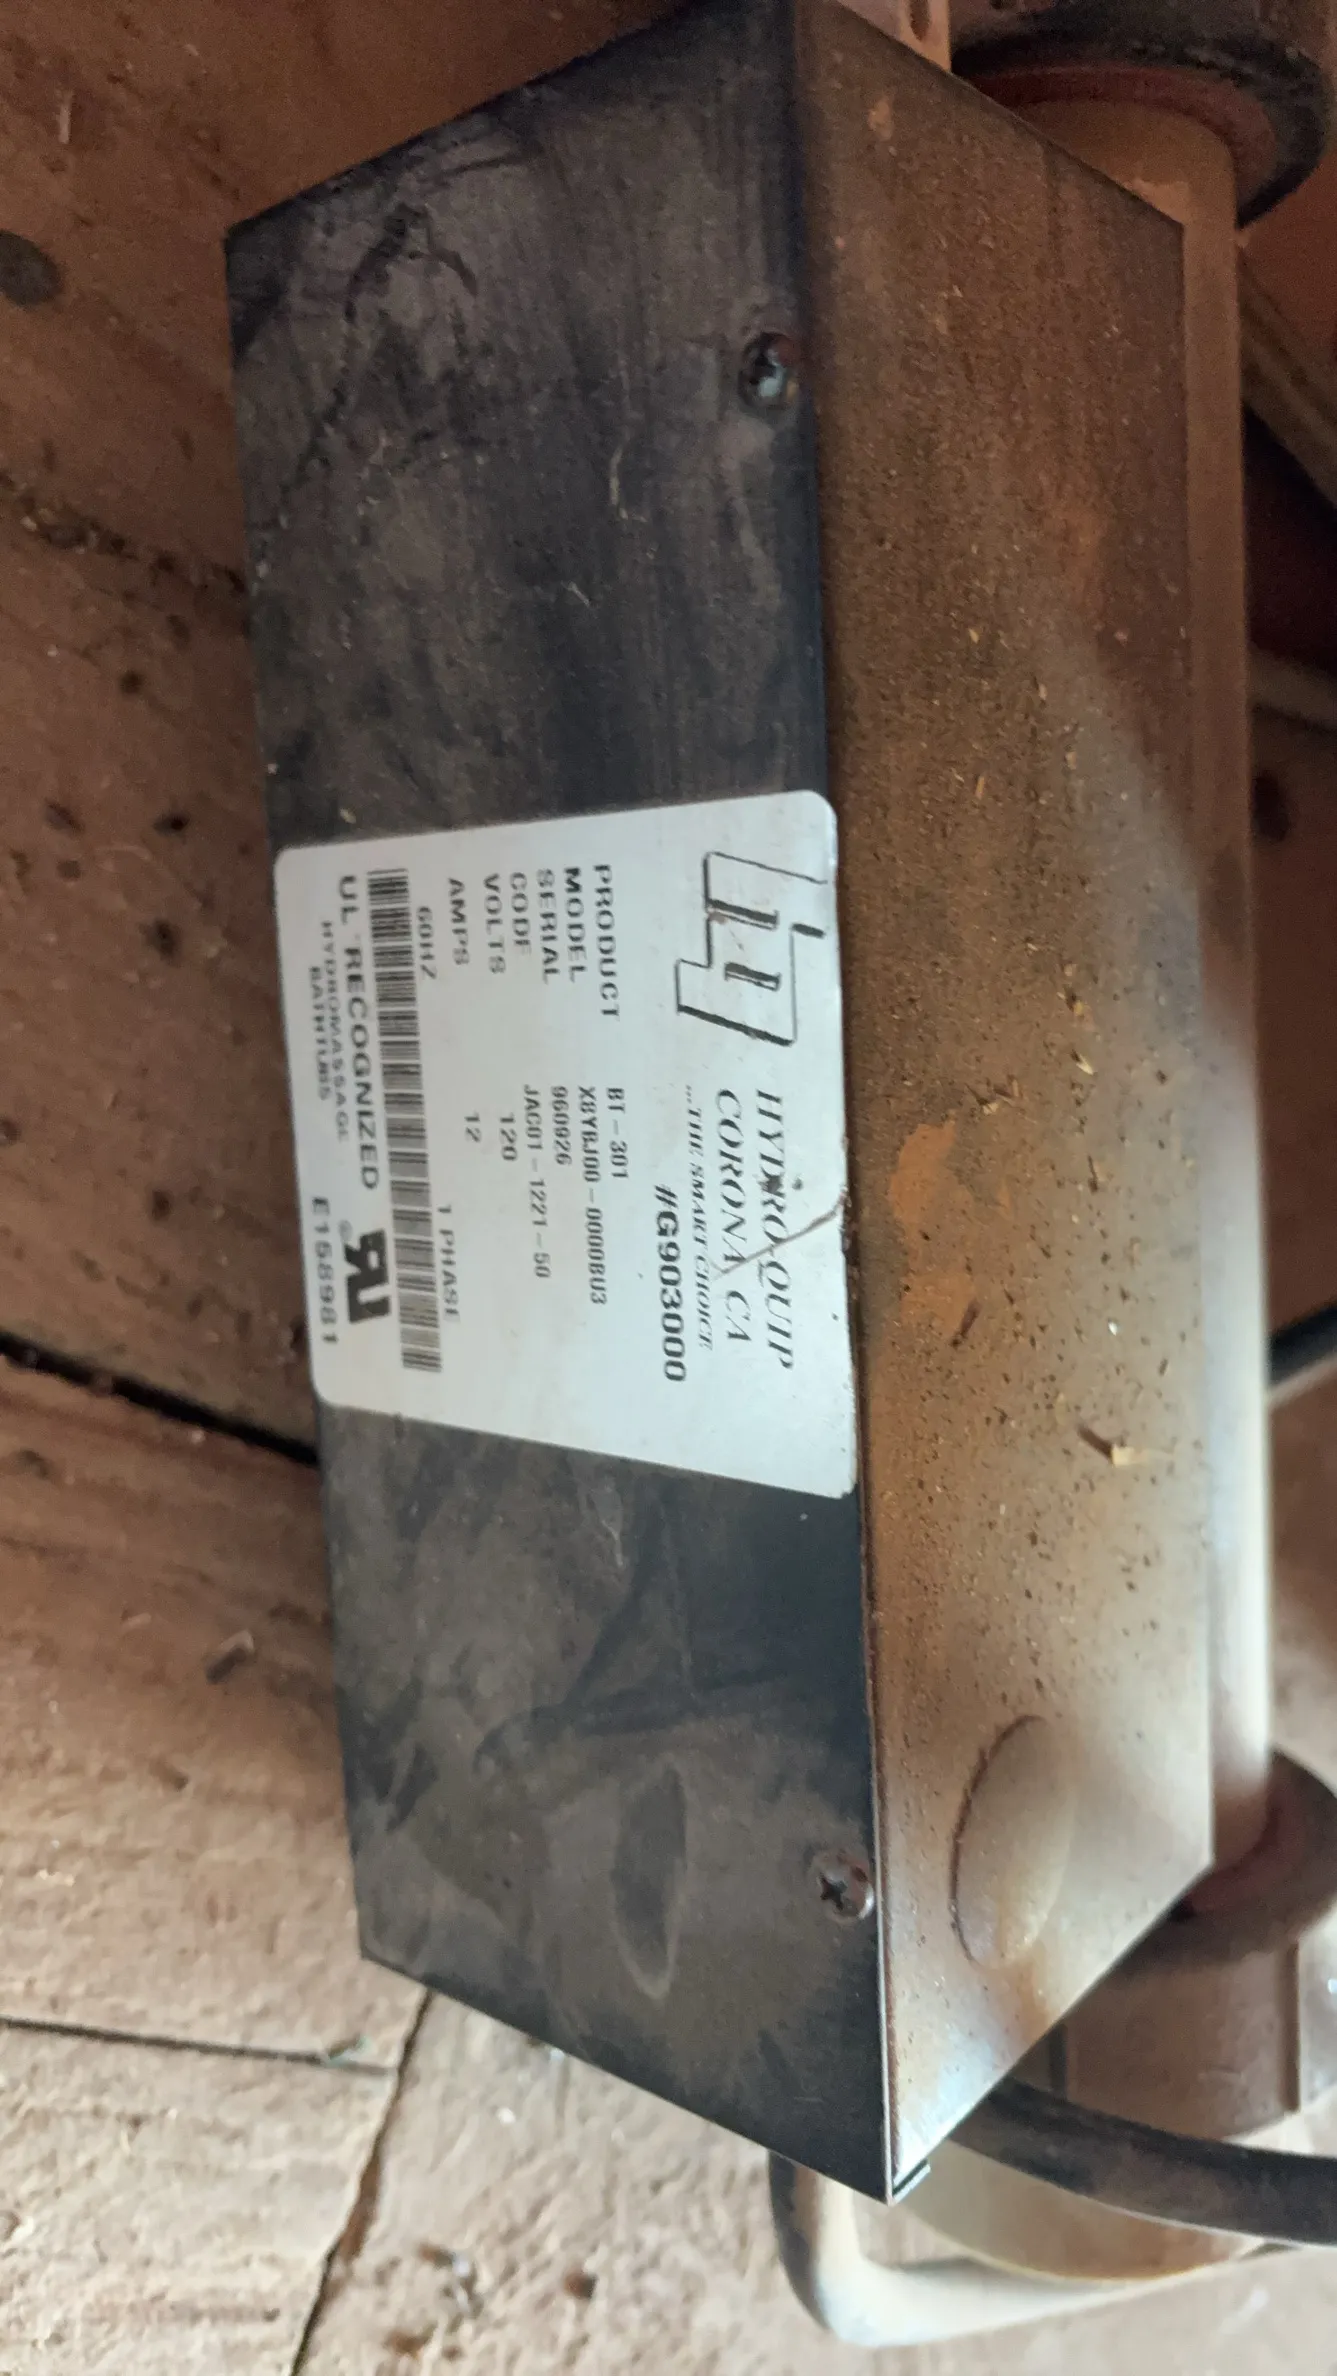 HYDRO-QUIP
CORONA CA
...THE SMART CHOICE
#G903000
PRODUCT BT-301
MODEL X8Y8J00-00008U3
SERIAL 960926
CODE JAC01-1221-50
VOLTS 120
AMPS 12
60HZ 1 PHASE
UL RECOGNIZED
HYDROMASSAGE
BATHTUBS E158981